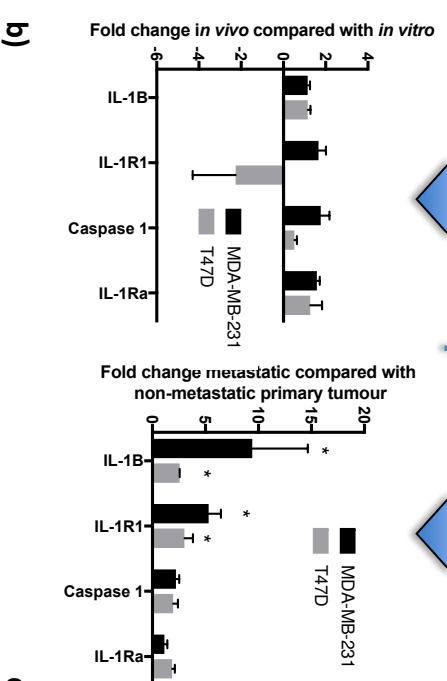 b)
Fold change in vivo compared with in vitro
4
2
0
-2
-4
-6
IL-1B
IL-1R1
Caspase 1
IL-1Ra
MDA-MB-231
T47D
Fold change metastatic compared with
non-metastatic primary tumour
20
15
10
5
0
*
*
*
*
IL-1B
IL-1R1
Caspase 1
IL-1Ra
MDA-MB-231
T47D